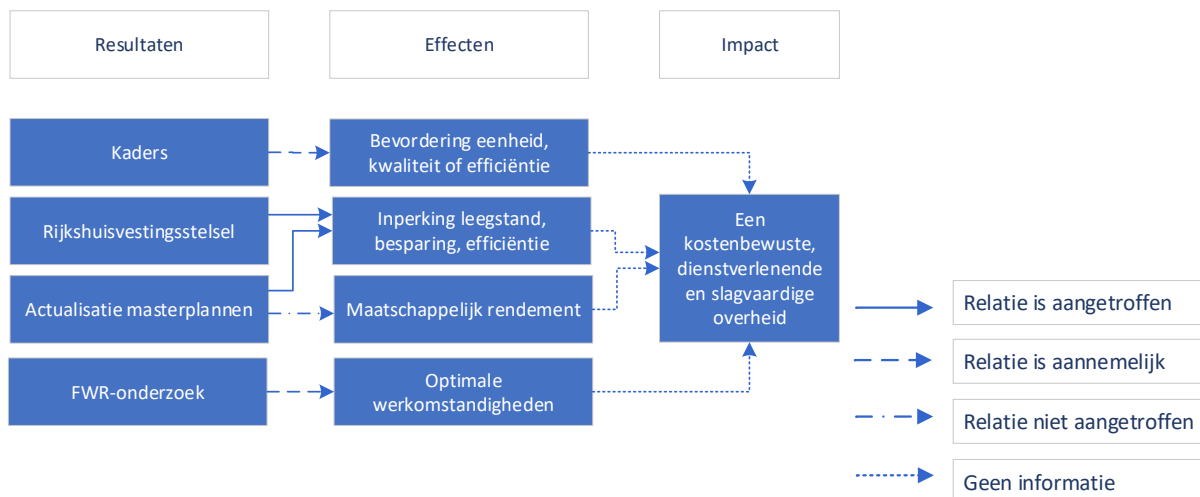 Resultaten
Effecten
Impact
Kaders
Bevordering eenheid,
kwaliteit of efficiëntie
Rijkshuisvestingsstelsel
Inperking leegstand,
besparing, efficiëntie
Actualisatie masterplannen
Maatschappelijk rendement
FWR-onderzoek
Optimale
werkomstandigheden
Een
kostenbewuste,
dienstverlenende
en slagvaardige
overheid
Relatie is aangetroffen
Relatie is aannemelijk
Relatie niet aangetroffen
Geen informatie